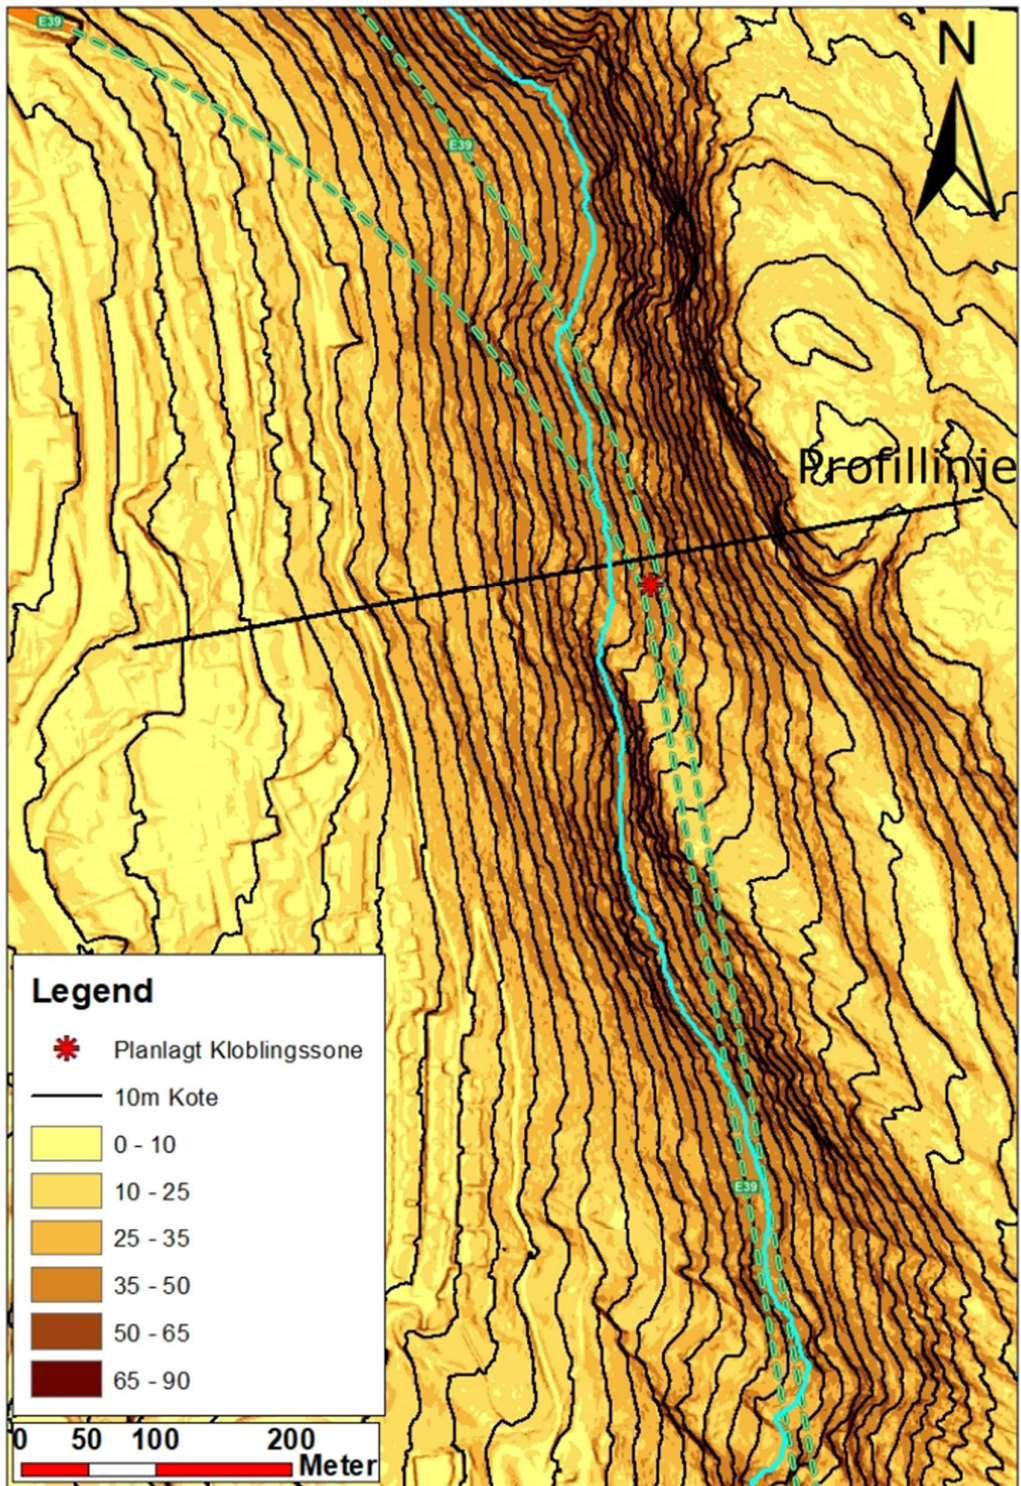 E39
N
E39
Profillinje
Legend
Planlagt Kloblingssone
10m Kote
0 - 10
10 - 25
25 - 35
35 - 50
50 - 65
65 - 90
E39
0 50 100 200
Meter